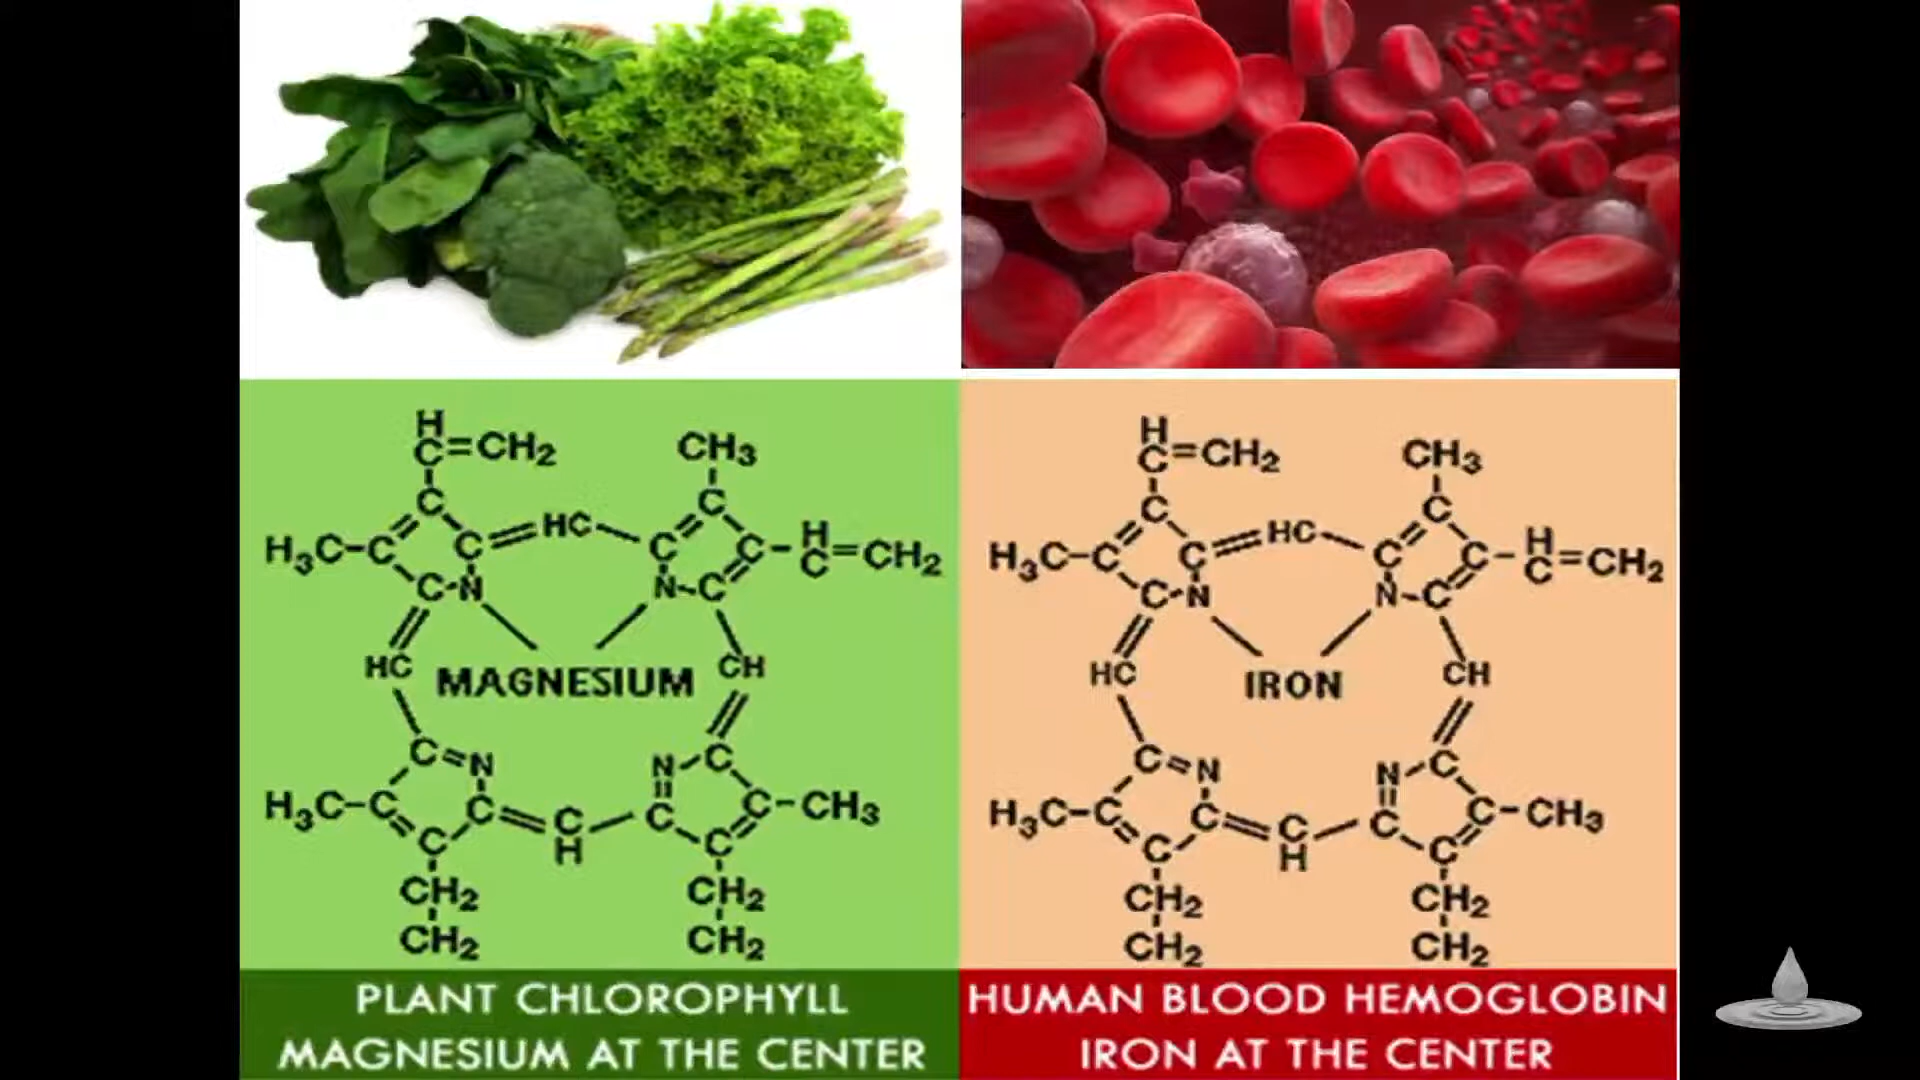 H
C=CH2
CH3
H3C-C
C
C=HC-C
C
C-C=CH2
H
C-N
N-C
HC
MAGNESIUM
CH
C=N
N-C
H3C-C
C=C-C
H
C-CH3
C
C
CH2
CH2
CH2
CH2
PLANT CHLOROPHYLL
MAGNESIUM AT THE CENTER
H
C=CH2
CH3
H3C-C
C
C=HC-C
C
C-C=CH2
H
C-N
N-C
HC
IRON
CH
C=N
N-C
H3C-C
C=C-C
H
C-CH3
C
C
CH2
CH2
CH2
CH2
HUMAN BLOOD HEMOGLOBIN
IRON AT THE CENTER